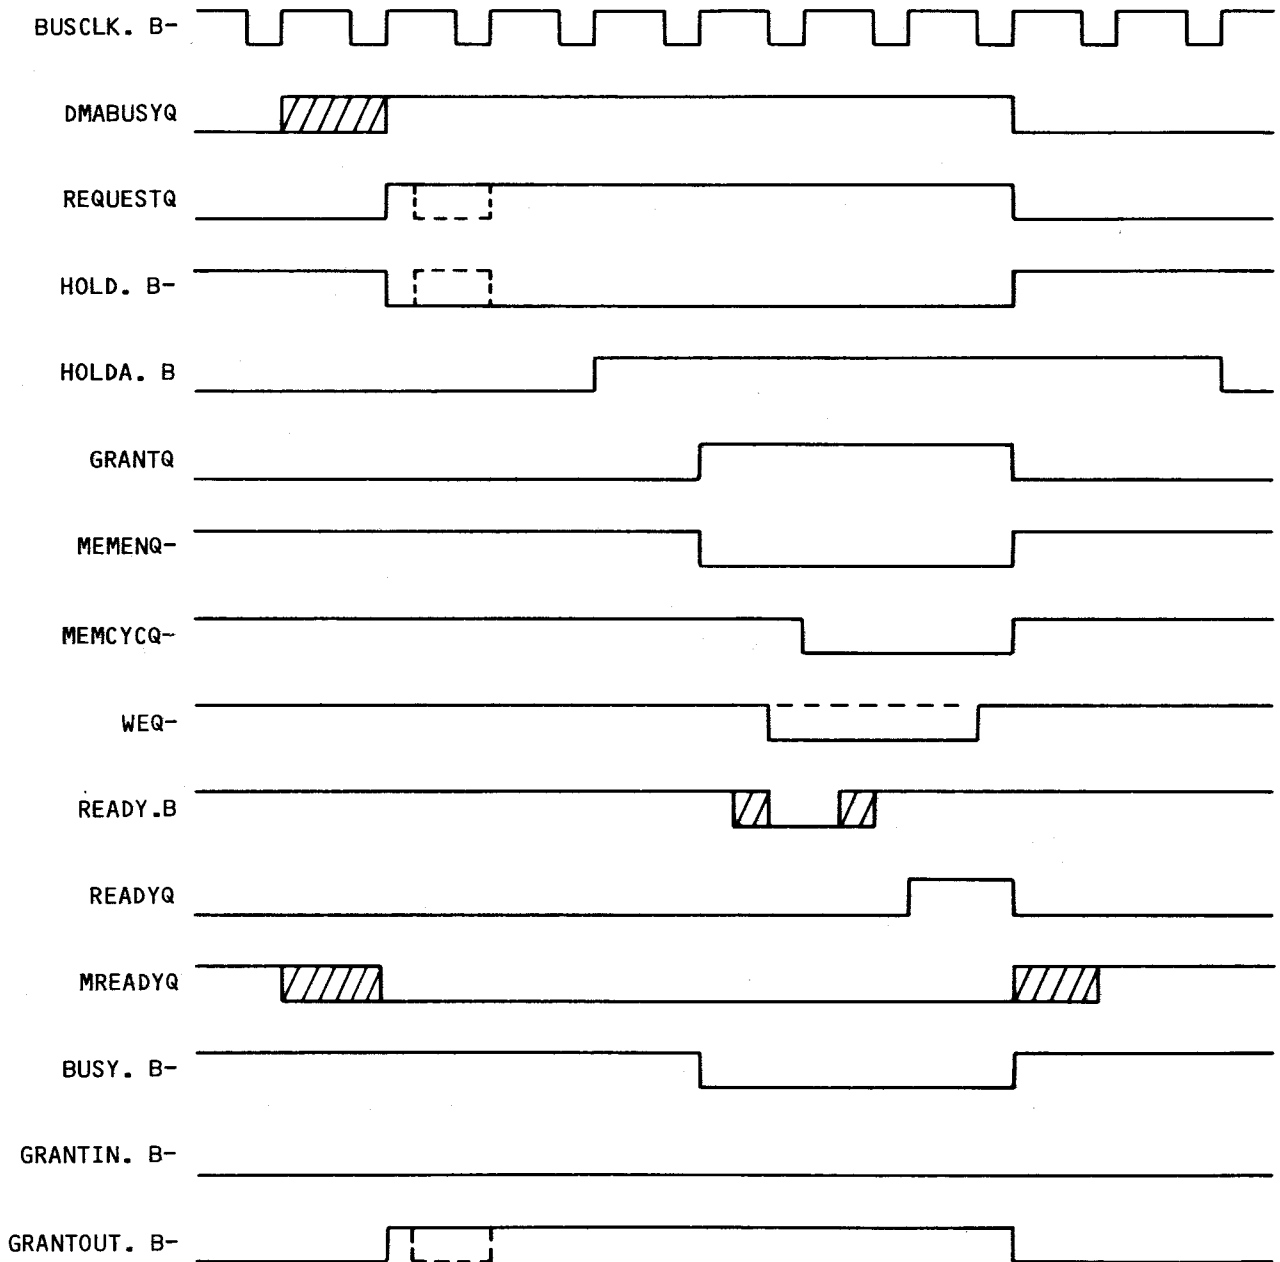 BUSCLK. B-
DMABUSYQ
REQUESTQ
HOLD. B-
HOLDA. B
GRANTQ
MEMENQ-
MEMCYCQ-
WEQ-
READY.B
READYQ
MREADYQ
BUSY. B-
GRANTIN. B-
GRANTOUT. B-